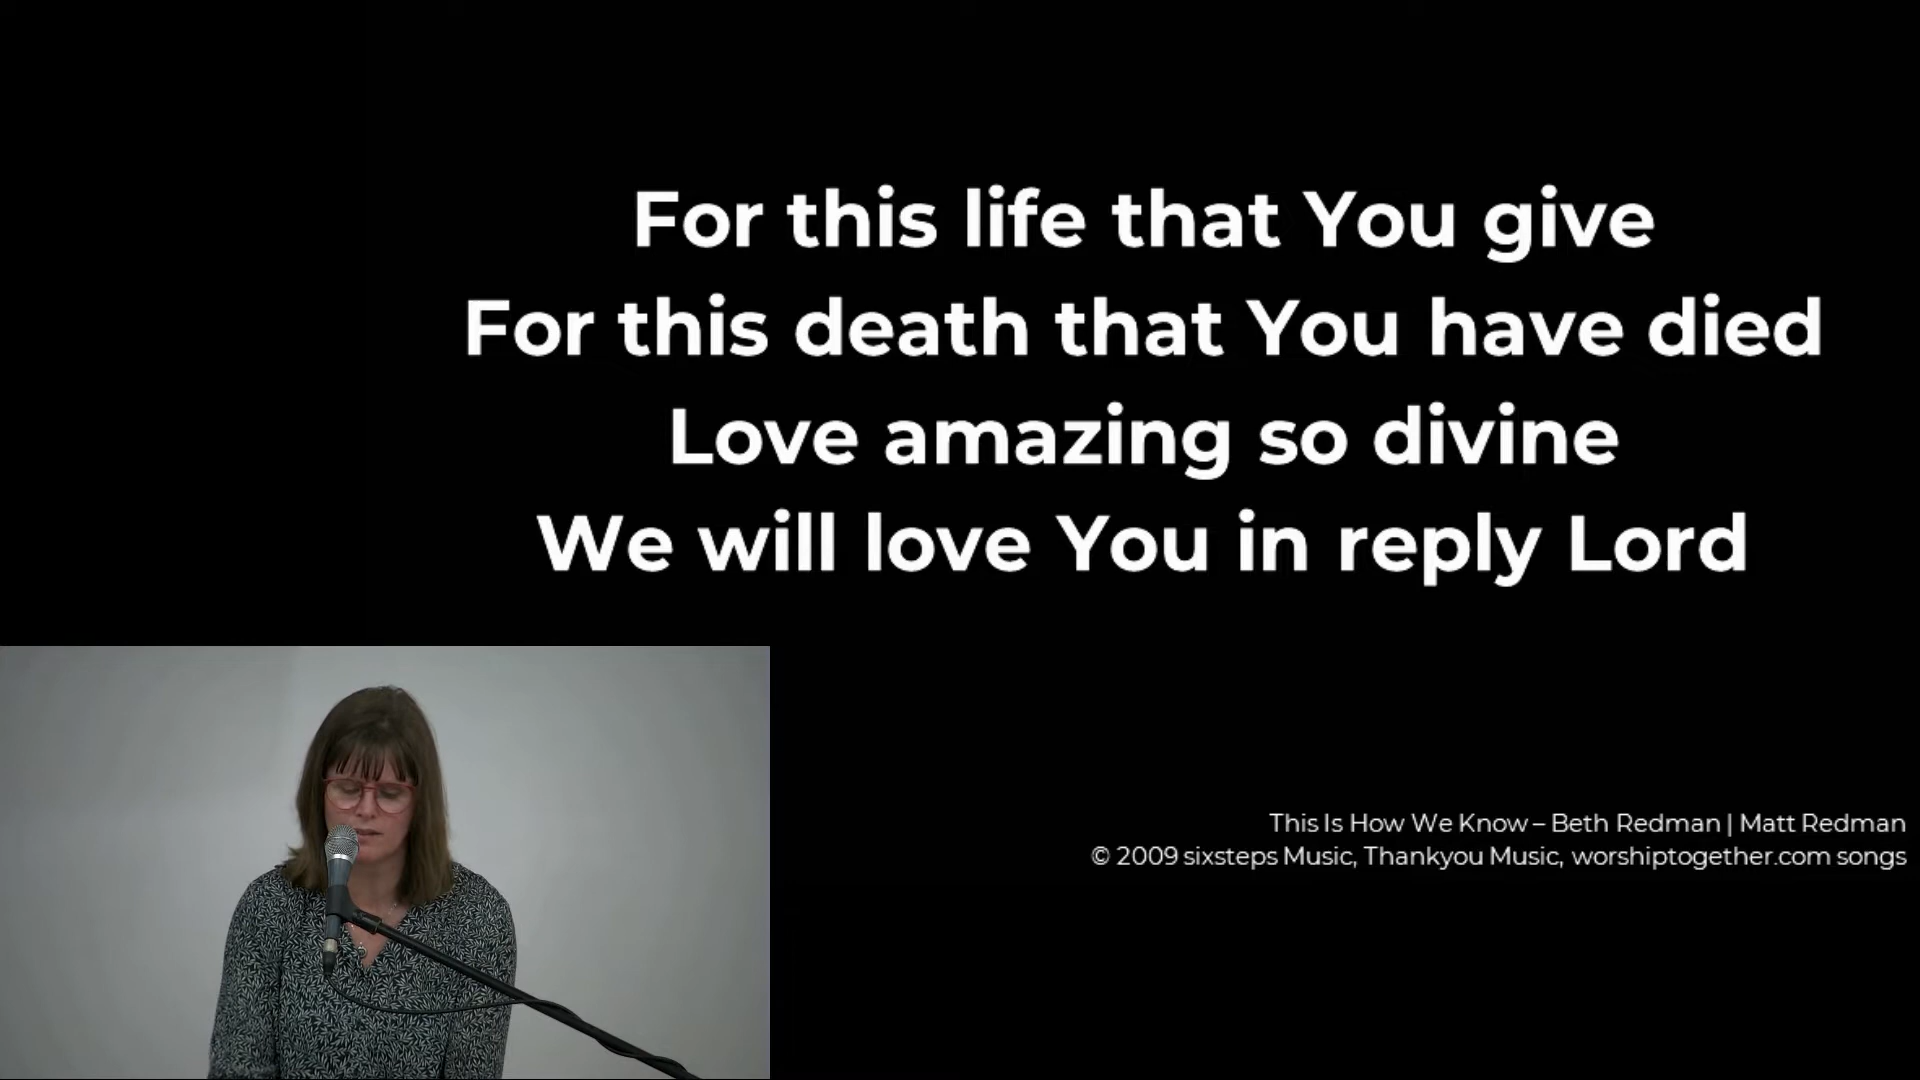 For this life that You give
For this death that You have died
Love amazing so divine
We will love You in reply Lord
This Is How We Know – Beth Redman | Matt Redman
© 2009 sixsteps Music, Thankyou Music, worshiptogether.com songs